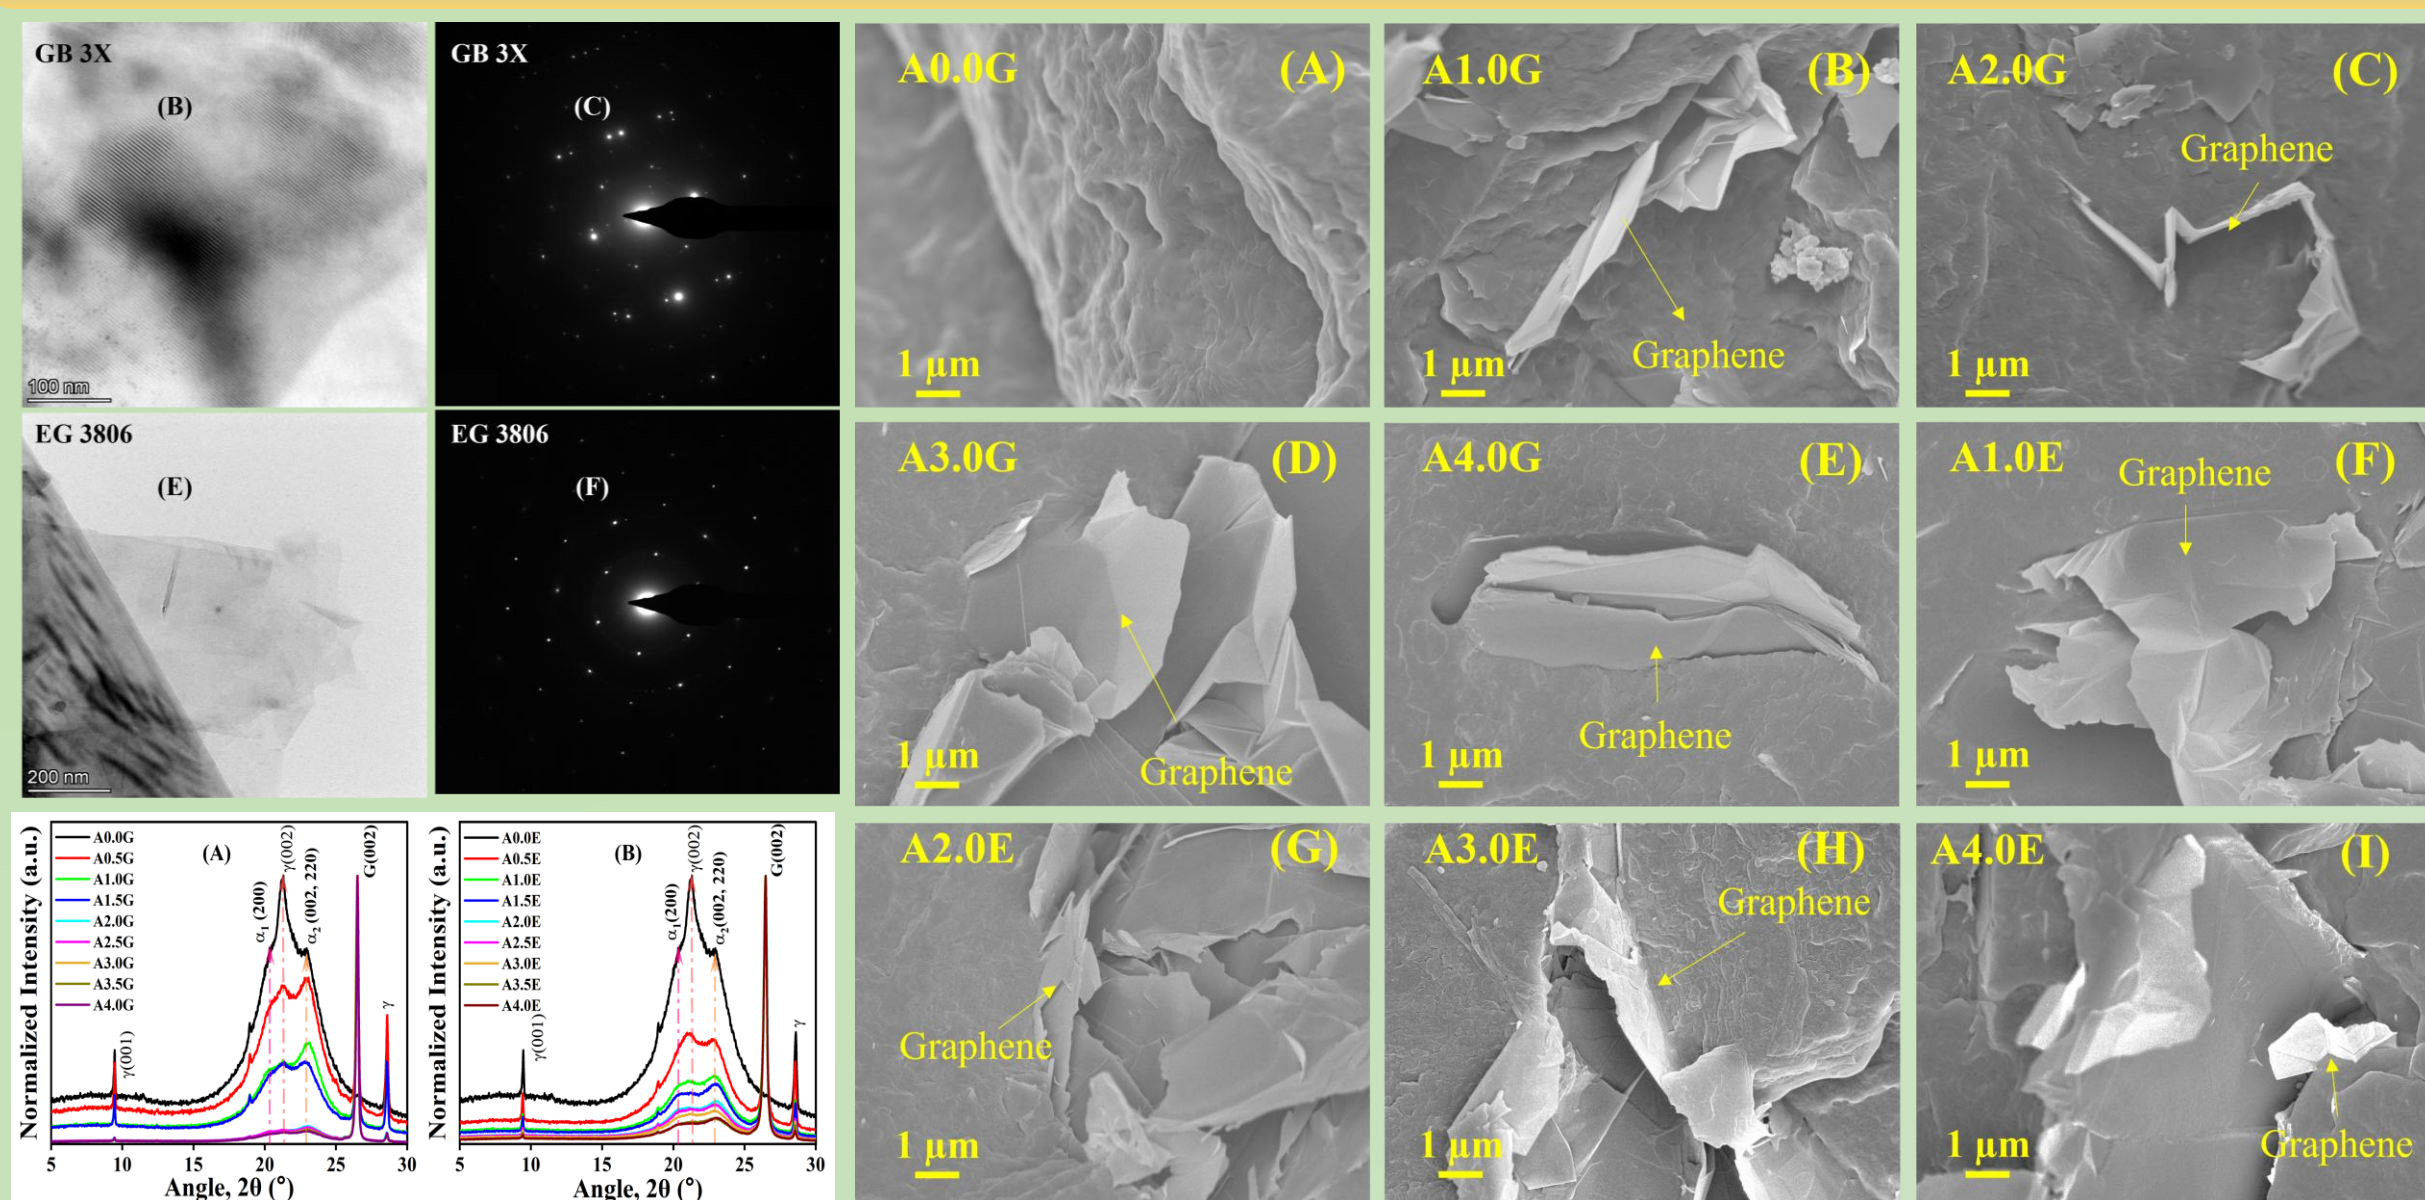 GB 3X
(B)
100 nm
GB 3X
(C)
EG 3806
(E)
200 nm
EG 3806
(F)
A0.0G
(A)
1 µm
A1.0G
(B)
Graphene
1 µm
A2.0G
(C)
Graphene
1 µm
A3.0G
(D)
Graphene
1 µm
A4.0G
(E)
Graphene
1 µm
A1.0E
(F)
Graphene
1 µm
A2.0E
(G)
Graphene
1 µm
A3.0E
(H)
Graphene
1 µm
A4.0E
(I)
Graphene
1 µm
Normalized Intensity (a.u.)
A0.0G
A0.5G
A1.0G
A1.5G
A2.0G
A2.5G
A3.0G
A3.5G
A4.0G
(A)
γ(001)
α1 (200)
γ(002)
α2 (002, 220)
G(002)
γ
5 10 15 20 25 30
Angle, 2θ (°)
Normalized Intensity (a.u.)
A0.0E
A0.5E
A1.0E
A1.5E
A2.0E
A2.5E
A3.0E
A3.5E
A4.0E
(B)
γ(001)
α1 (200)
γ(002)
α2(002, 220)
G(002)
γ
5 10 15 20 25 30
Angle, 2θ (°)